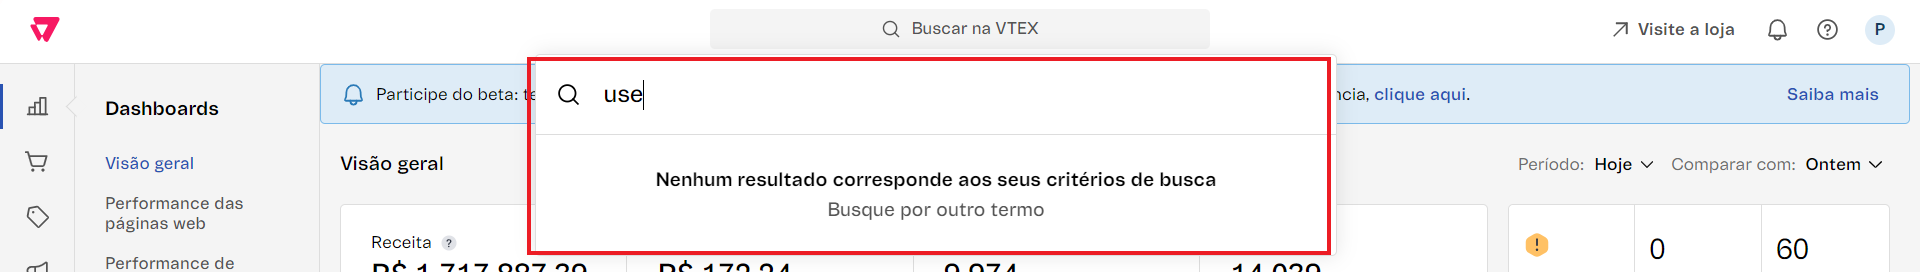 Buscar na VTEX
Visite a loja
P
use
Participe do beta: te
ncia, clique aqui.
Saiba mais
Dashboards
Visão geral
Performance das
páginas web
Performance de
Visão geral
Período: Hoje
Comparar com: Ontem
Nenhum resultado corresponde aos seus critérios de busca
Busque por outro termo
Receita ?
R$ 1.717.887,39
R$ 172,24
9.974
14.039
!
0
60